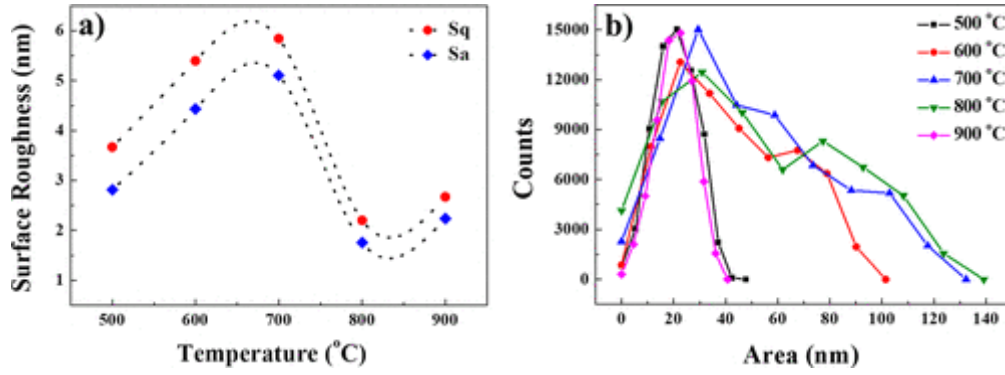 a)
Sq
Sa
6
5
4
3
2
1
500 600 700 800 900
Surface Roughness (nm)
Temperature (°C)
b)
500 °C
600 °C
700 °C
800 °C
900 °C
15000
12000
9000
6000
3000
0
0 20 40 60 80 100 120 140
Counts
Area (nm)